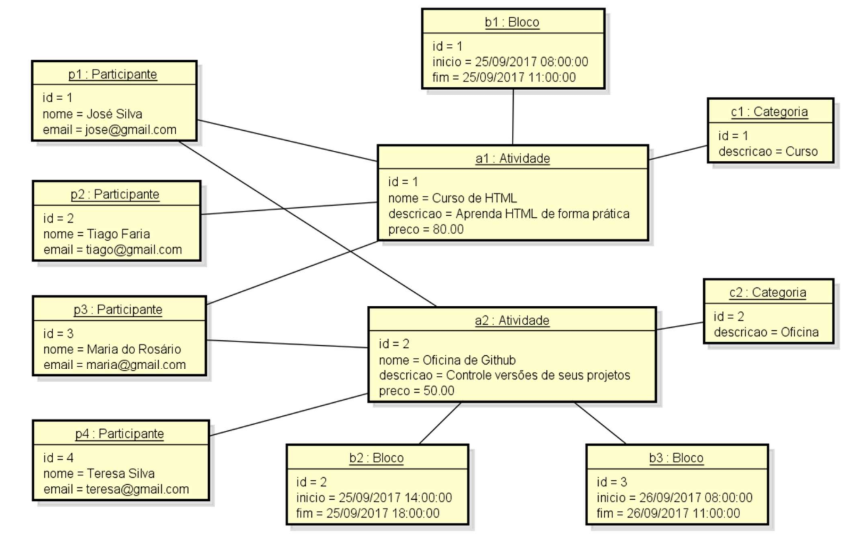 b1 : Bloco
id = 1
inicio = 25/09/2017 08:00:00
fim = 25/09/2017 11:00:00
p1 : Participante
id = 1
nome = José Silva
email = jose@gmail.com
c1 : Categoria
id = 1
descricao = Curso
a1 : Atividade
id = 1
nome = Curso de HTML
descricao = Aprenda HTML de forma prática
preco = 80.00
p2 : Participante
id = 2
nome = Tiago Faria
email = tiago@gmail.com
c2 : Categoria
id = 2
descricao = Oficina
p3 : Participante
id = 3
nome = Maria do Rosário
email = maria@gmail.com
a2 : Atividade
id = 2
nome = Oficina de Github
descricao = Controle versões de seus projetos
preco = 50.00
p4 : Participante
id = 4
nome = Teresa Silva
email = teresa@gmail.com
b2 : Bloco
id = 2
inicio = 25/09/2017 14:00:00
fim = 25/09/2017 18:00:00
b3 : Bloco
id = 3
inicio = 26/09/2017 08:00:00
fim = 26/09/2017 11:00:00